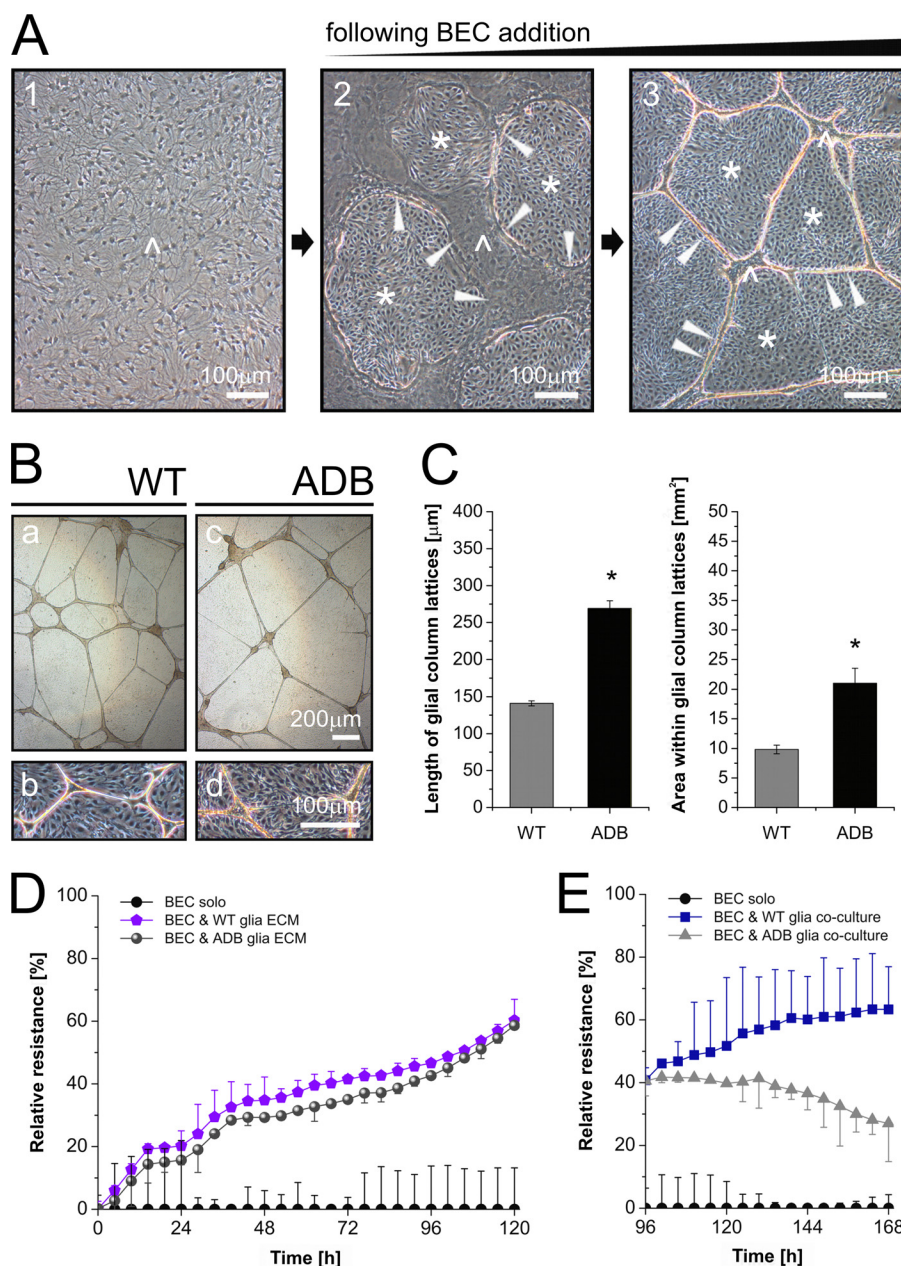 A
following BEC addition
1
2
3
^
*
*
*
^
*
*
*
^
^
100µm
100µm
100µm
B
WT
ADB
a
c
200µm
b
d
100µm
C
Length of glial column lattices [µm]
400
350
300
250
200
150
100
50
0
*
WT
ADB
Area within glial column lattices [mm²]
50
45
40
35
30
25
20
15
10
5
0
*
WT
ADB
D
BEC solo
BEC & WT glia ECM
BEC & ADB glia ECM
Relative resistance [%]
100
80
60
40
20
0
0
24
48
72
96
120
Time [h]
E
BEC solo
BEC & WT glia co-culture
BEC & ADB glia co-culture
Relative resistance [%]
100
80
60
40
20
0
96
120
144
168
Time [h]